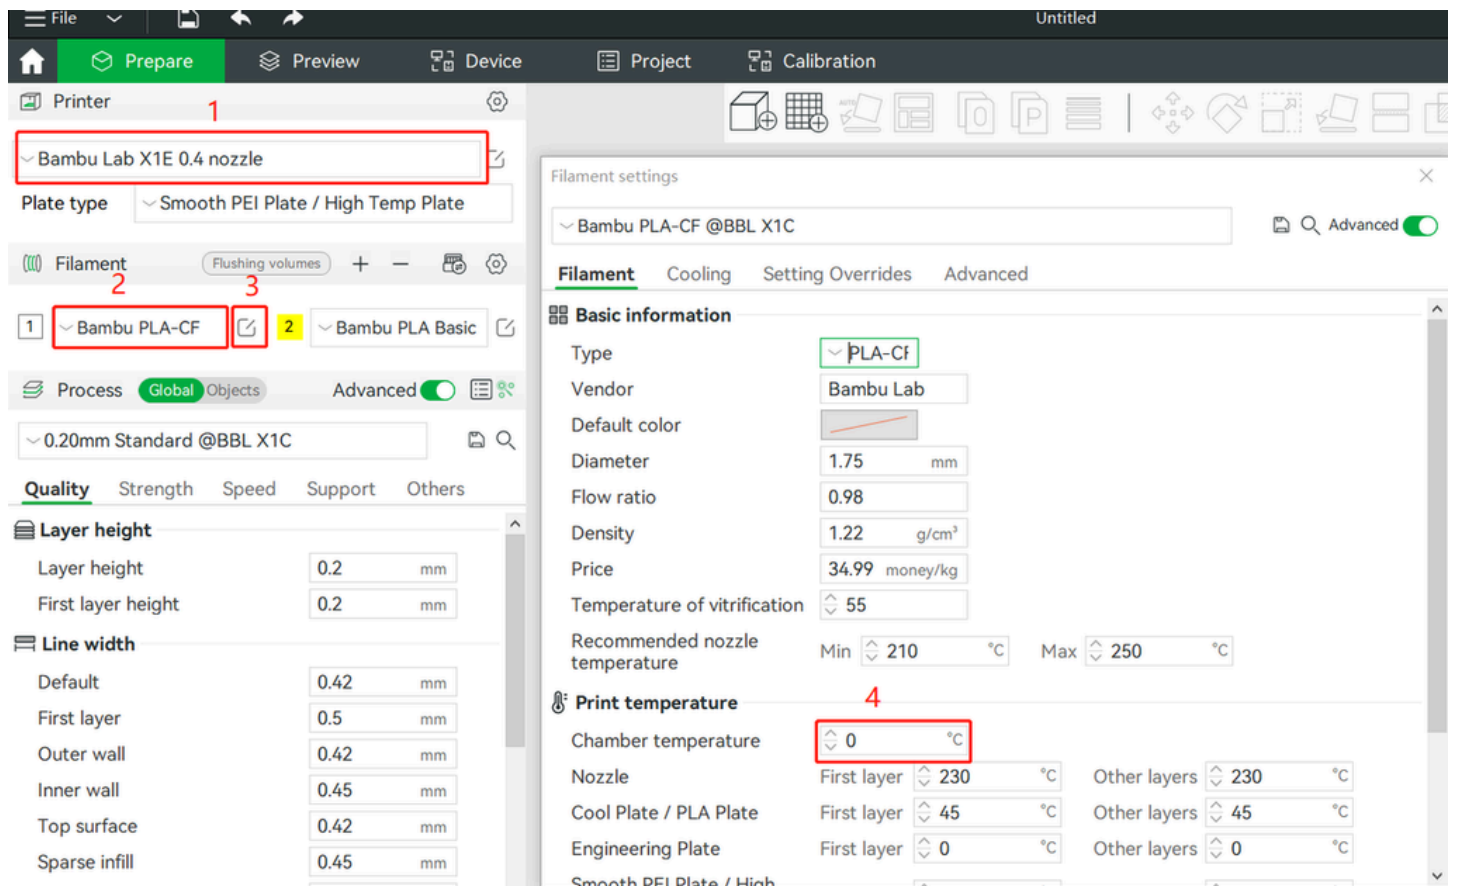 File
Untitled
Prepare
Preview
Device
Project
Calibration
Printer
1
Bambu Lab X1E 0.4 nozzle
Plate type
Smooth PEI Plate / High Temp Plate
Filament
Flushing volumes
2
3
1
Bambu PLA-CF
2
Bambu PLA Basic
Process
Global
Objects
Advanced
0.20mm Standard @BBL X1C
Quality
Strength
Speed
Support
Others
Layer height
Layer height 0.2 mm
First layer height 0.2 mm
Line width
Default 0.42 mm
First layer 0.5 mm
Outer wall 0.42 mm
Inner wall 0.45 mm
Top surface 0.42 mm
Sparse infill 0.45 mm
AUTO
Filament settings
Bambu PLA-CF @BBL X1C
Advanced
Filament
Cooling
Setting Overrides
Advanced
Basic information
Type PLA-CF
Vendor Bambu Lab
Default color
Diameter 1.75 mm
Flow ratio 0.98
Density 1.22 g/cm³
Price 34.99 money/kg
Temperature of vitrification 55
Recommended nozzle
temperature
Min 210 °C Max 250 °C
Print temperature
4
Chamber temperature 0 °C
Nozzle First layer 230 °C Other layers 230 °C
Cool Plate / PLA Plate First layer 45 °C Other layers 45 °C
Engineering Plate First layer 0 °C Other layers 0 °C
Smooth PEI Plate / High